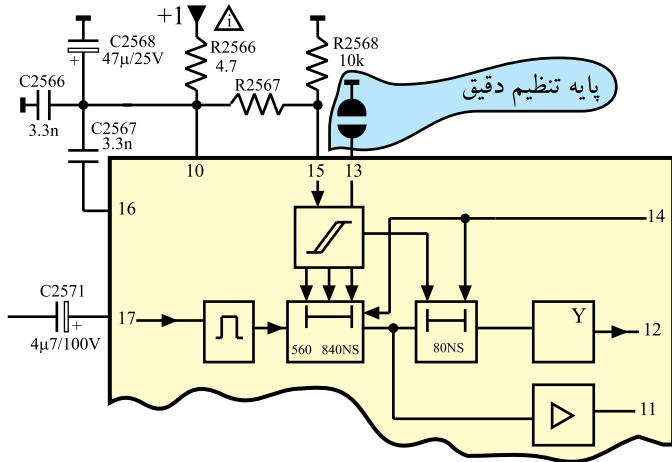 +1
i
C2568
47µ/25V
+
R2566
4.7
R2568
10k
C2566
3.3n
R2567
C2567
3.3n
پایه تنظیم دقیق
10
15
13
16
14
C2571
+
4µ7/100V
17
560 840NS
80NS
Y
12
11